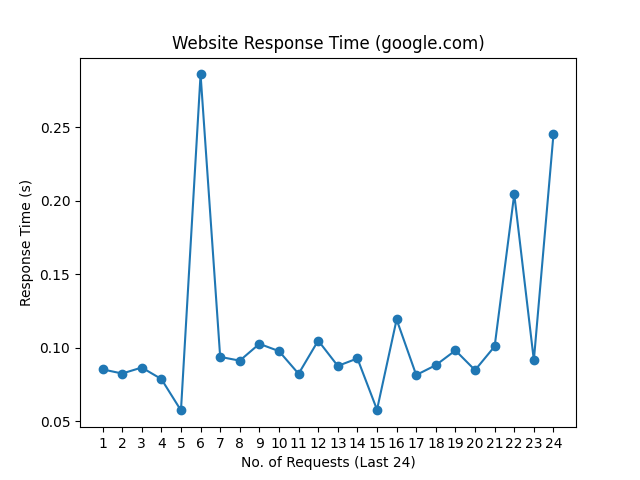 Website Response Time (google.com)
Response Time (s)
0.25
0.20
0.15
0.10
0.05
1 2 3 4 5 6 7 8 9 10 11 12 13 14 15 16 17 18 19 20 21 22 23 24
No. of Requests (Last 24)